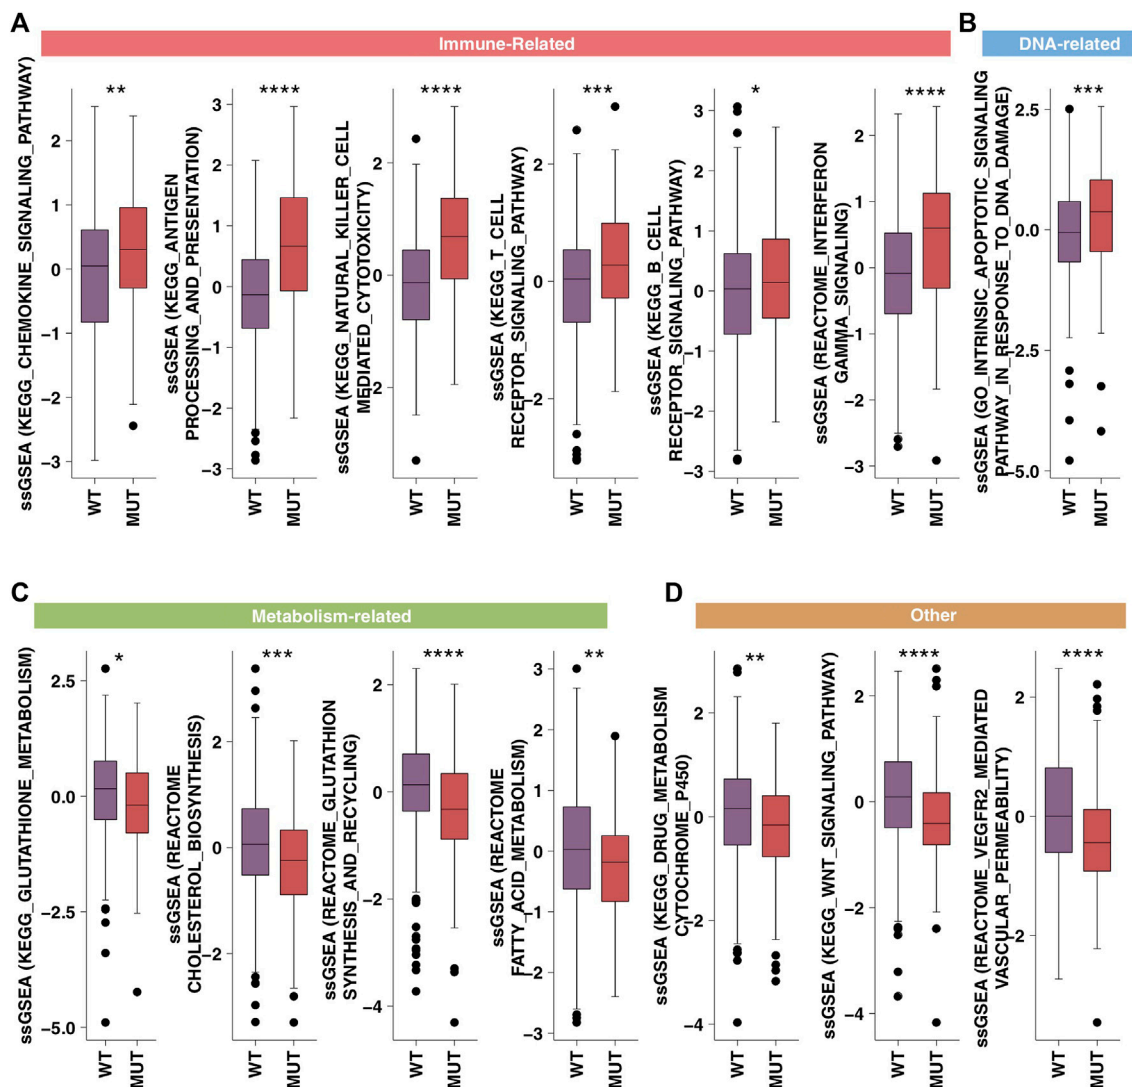 A
Immune-Related
ssGSEA (KEGG_CHEMOKINE_SIGNALING_PATHWAY)
2
1
0
−1
−2
−3
**
WT
MUT
ssGSEA (KEGG_ANTIGEN
PROCESSING_AND_PRESENTATION)
3
2
1
0
−1
−2
−3
****
WT
MUT
ssGSEA (KEGG_NATURAL_KILLER_CELL
MEDIATED_CYTOTOXICITY)
2
0
−2
****
WT
MUT
ssGSEA (KEGG_T_CELL
RECEPTOR_SIGNALING_PATHWAY)
2
0
−2
***
WT
MUT
ssGSEA (KEGG_B_CELL
RECEPTOR_SIGNALING_PATHWAY)
3
2
1
0
−1
−2
−3
*
WT
MUT
ssGSEA (REACTOME_INTERFERON
GAMMA_SIGNALING)
2
1
0
−1
−2
−3
****
WT
MUT
B
DNA-related
ssGSEA (GO_INTRINSIC_APOPTOTIC_SIGNALING
PATHWAY_IN_RESPONSE_TO_DNA_DAMAGE)
2.5
0.0
−2.5
−5.0
***
WT
MUT
C
Metabolism-related
ssGSEA (KEGG_GLUTATHIONE_METABOLISM)
2.5
0.0
−2.5
−5.0
*
WT
MUT
ssGSEA (REACTOME
CHOLESTEROL_BIOSYNTHESIS)
2
0
−2
***
WT
MUT
ssGSEA (REACTOME_GLUTATHION
SYNTHESIS_AND_RECYCLING)
2
0
−2
−4
****
WT
MUT
ssGSEA (REACTOME
FATTY_ACID_METABOLISM)
3
2
1
0
−1
−2
−3
**
WT
MUT
D
Other
ssGSEA (KEGG_DRUG_METABOLISM
CYTOCHROME_P450)
2
0
−2
−4
**
WT
MUT
ssGSEA (KEGG_WNT_SIGNALING_PATHWAY)
2
0
−2
−4
****
WT
MUT
ssGSEA (REACTOME_VEGFR2_MEDIATED
VASCULAR_PERMEABILITY)
2
0
−2
****
WT
MUT